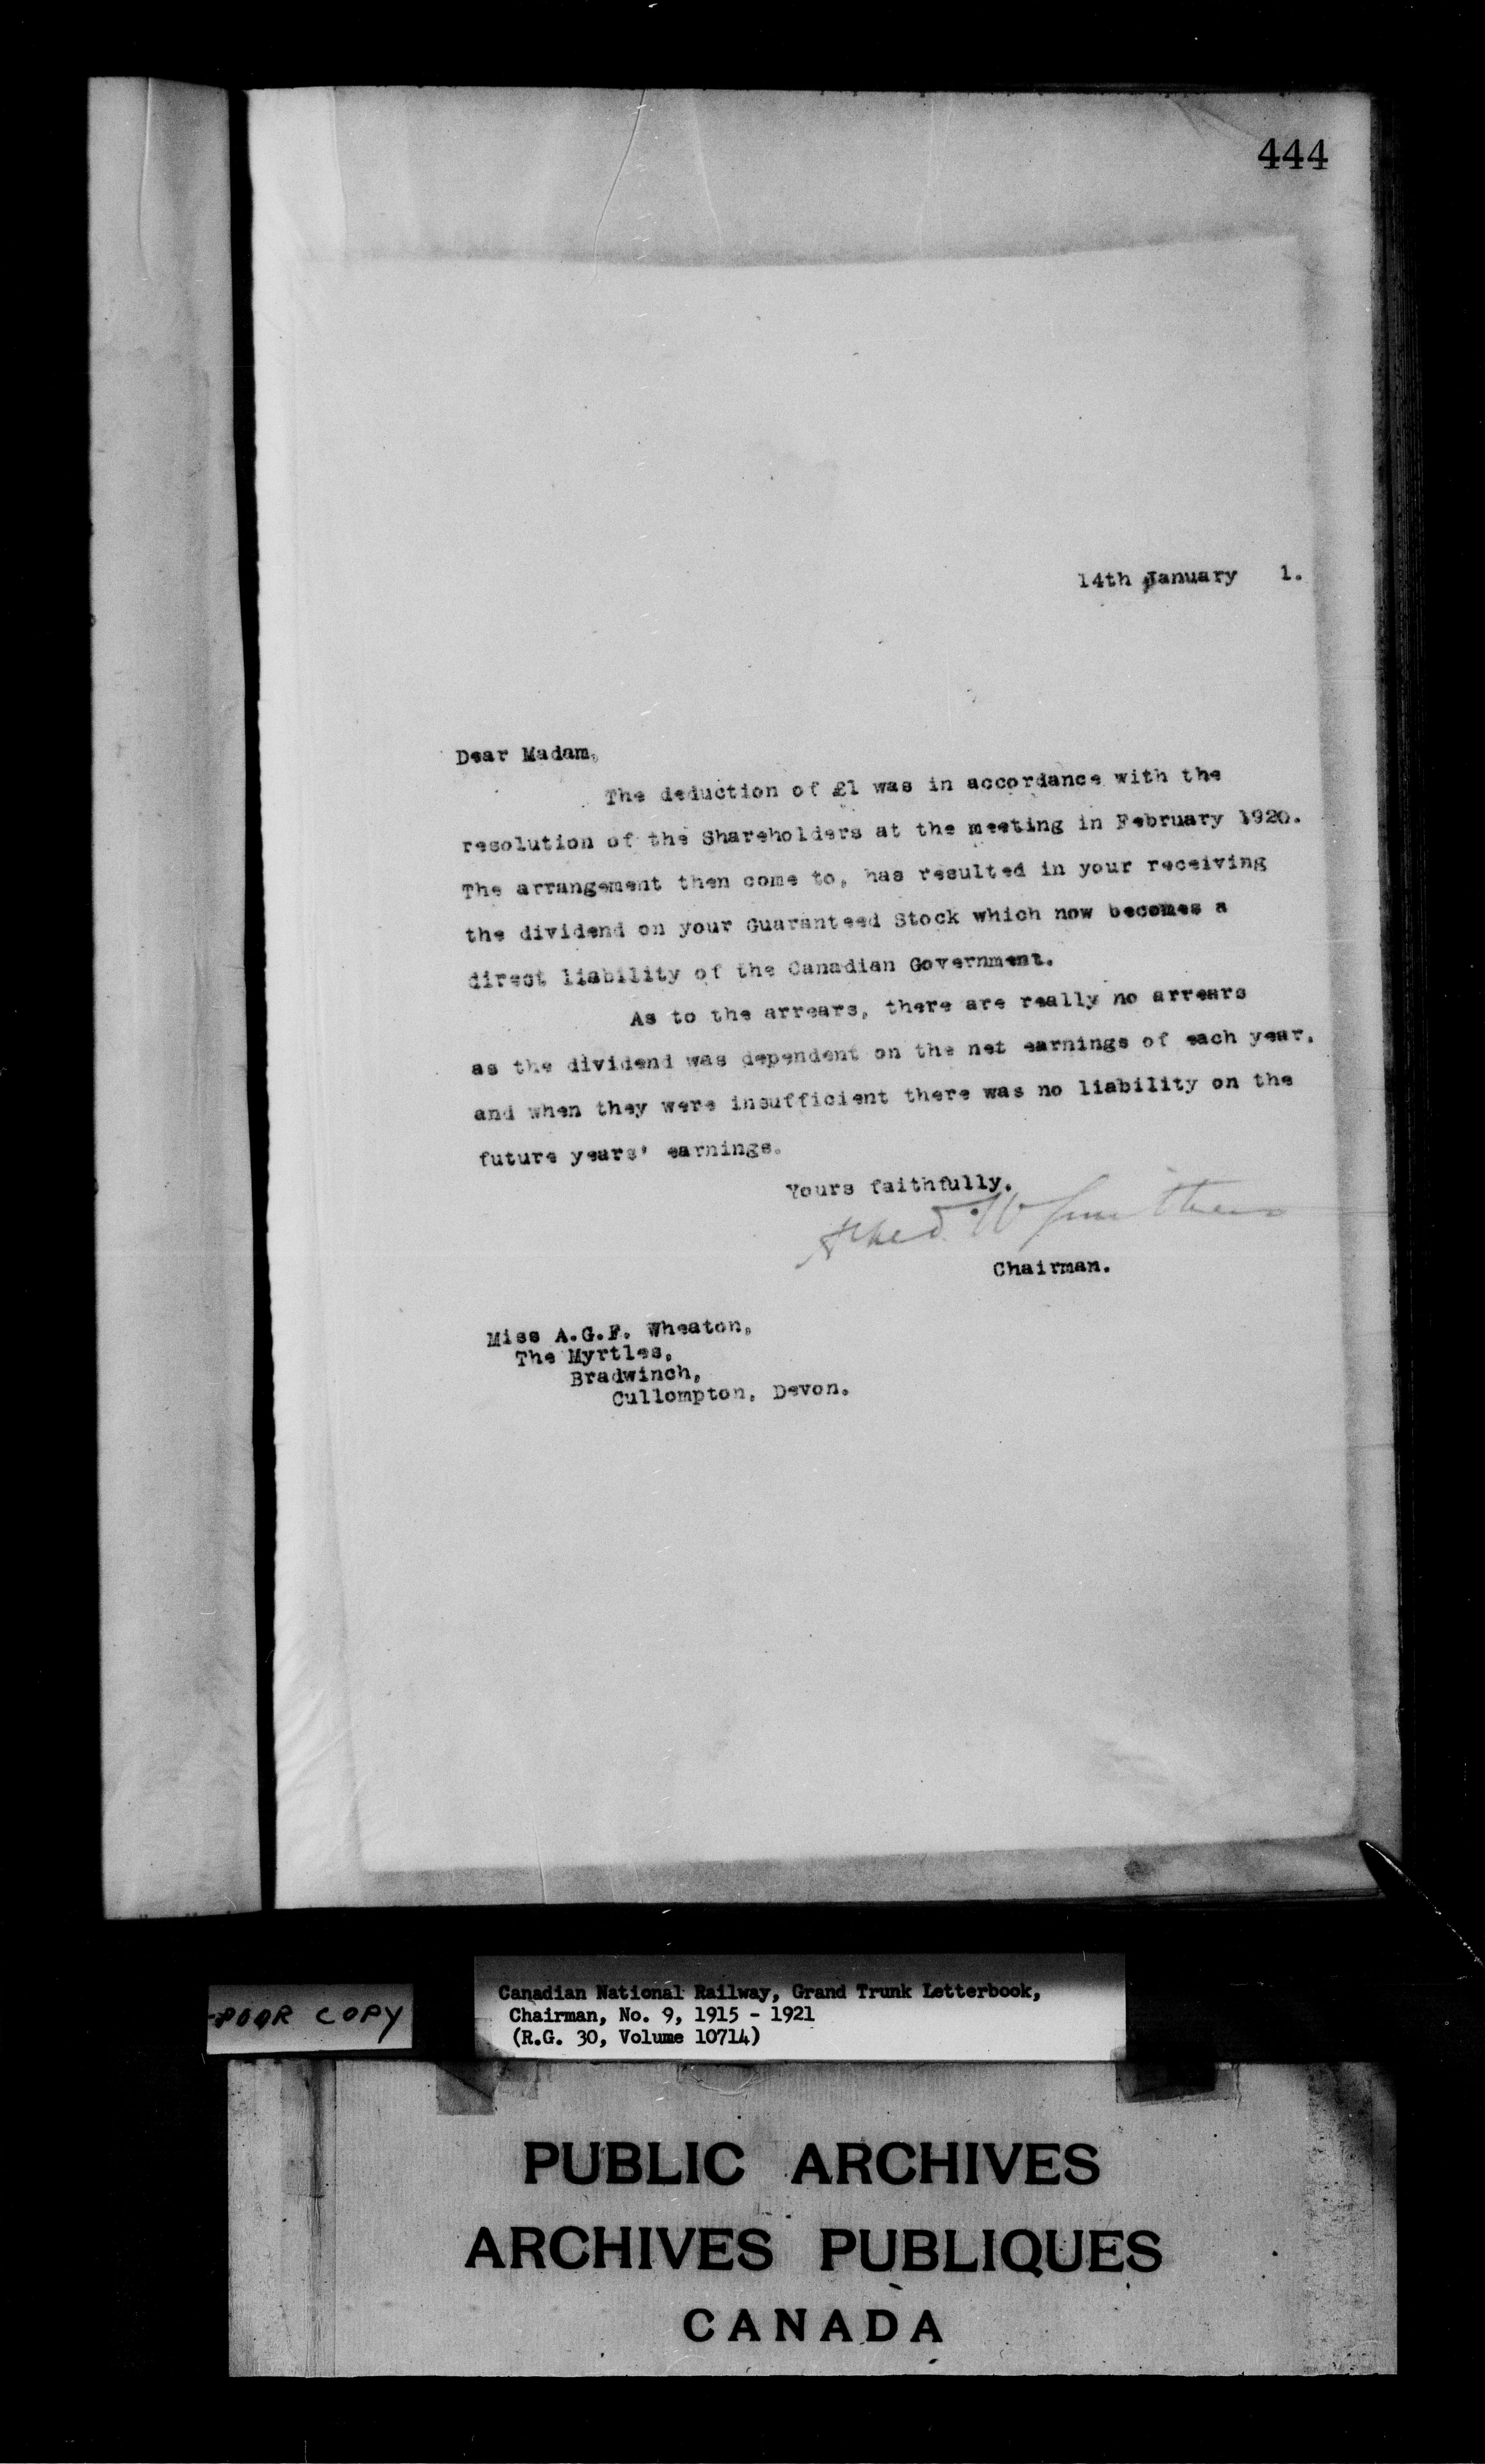 444
14th January 1.
Dear Madam,
The deduction of £1 was in accordance with the
resolution of the Shareholders at the meeting in February 1920.
The arrangement then come to, has resulted in your receiving
the dividend on your Guaranteed Stock which now becomes a
direct liability of the Canadian Government.
As to the arrears, there are really no arrears
as the dividend was dependent on the net earnings of each year,
and when they were insufficient there was no liability on the
future years' earnings.
Yours faithfully,
Alfred W Smithers
Chairman.
Miss A.G.F. Wheaton,
The Myrtles,
Bradwinch,
Cullompton, Devon.
POOR COPY
Canadian National Railway, Grand Trunk Letterbook,
Chairman, No. 9, 1915 - 1921
(R.G. 30, Volume 10714)
PUBLIC ARCHIVES
ARCHIVES PUBLIQUES
CANADA